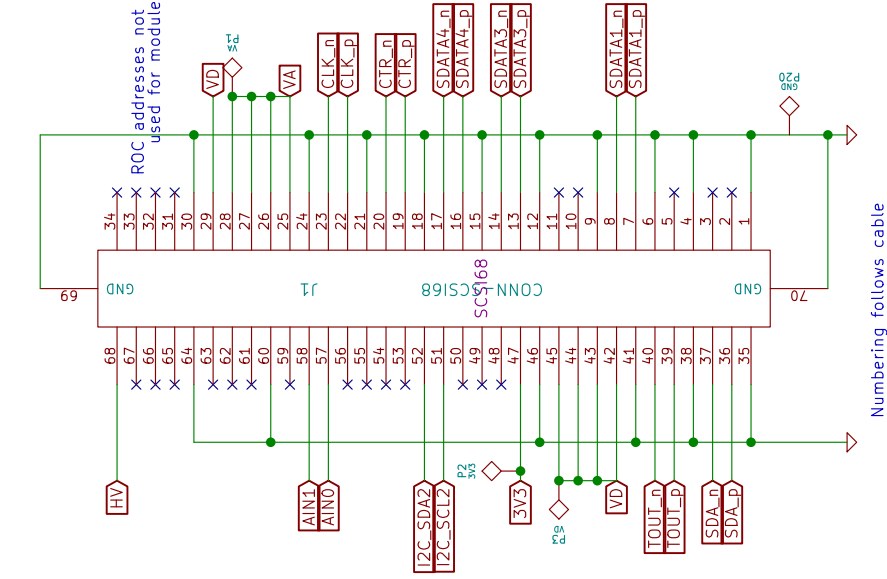 ROC addresses not
used for module
VD
P1
VA
VA
CLK_n
CLK_p
CTR_n
CTR_p
SDATA4_n
SDATA4_p
SDATA3_n
SDATA3_p
SDATA1_n
SDATA1_p
P20
GND
34
33
32
31
30
29
28
27
26
25
24
23
22
21
20
19
18
17
16
15
14
13
12
11
10
9
8
7
6
5
4
3
2
1
69
GND
J1
CONN-SCSI68
SCSI68
GND
70
68
67
66
65
64
63
62
61
60
59
58
57
56
55
54
53
52
51
50
49
48
47
46
45
44
43
42
41
40
39
38
37
36
35
HV
AIN1
AIN0
I2C_SDA2
I2C_SCL2
P2
3V3
3V3
P3
VD
VD
TOUT_n
TOUT_p
SDA_n
SDA_p
Numbering follows cable